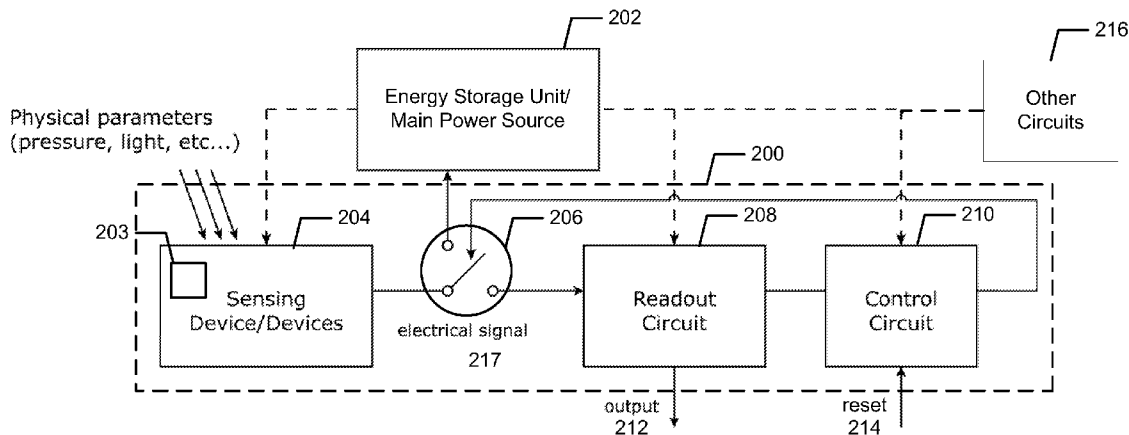 202
216
Energy Storage Unit/
Main Power Source
Other
Circuits
Physical parameters
(pressure, light, etc...)
200
203
204
206
208
210
Sensing
Device/Devices
Readout
Circuit
Control
Circuit
electrical signal
217
output
212
reset
214